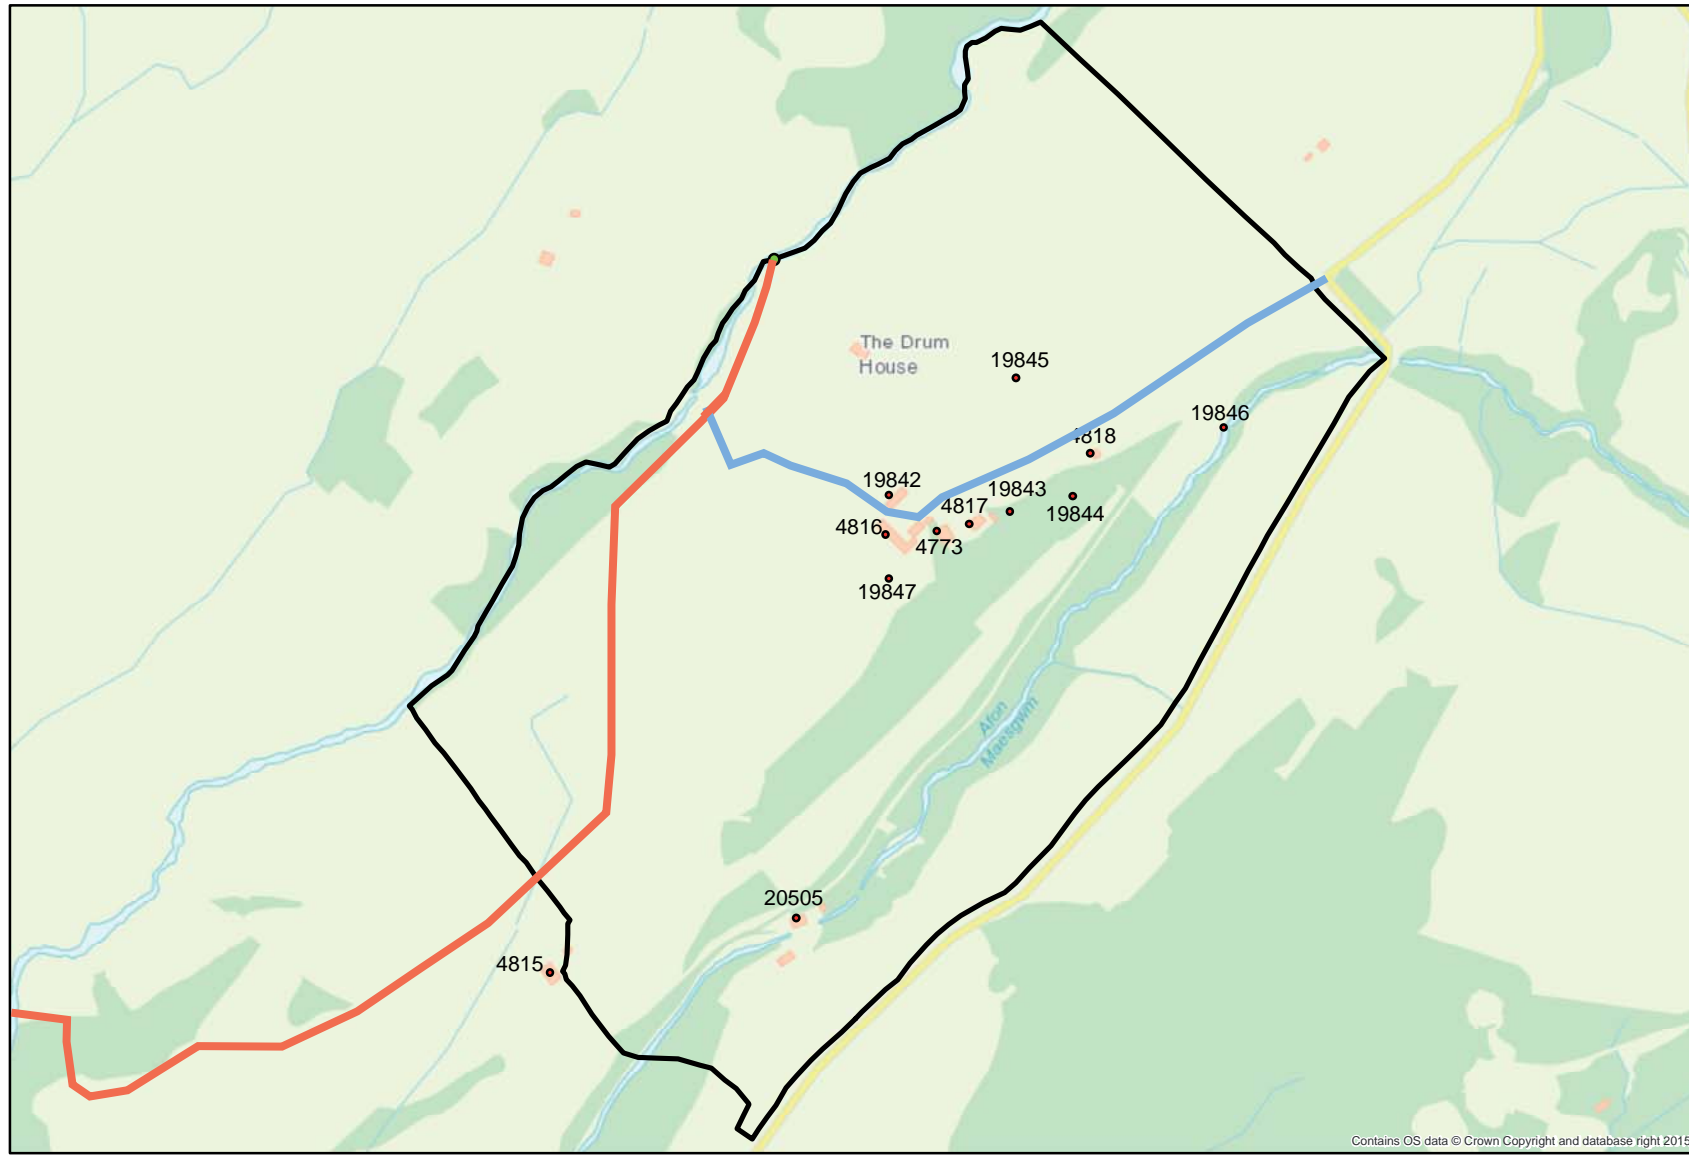 The Drum
House
19845
19846
4818
19842
19843
4817
19844
4816
4773
19847
Afon
Maesgwm
20505
4815
Contains OS data © Crown Copyright and database right 2015